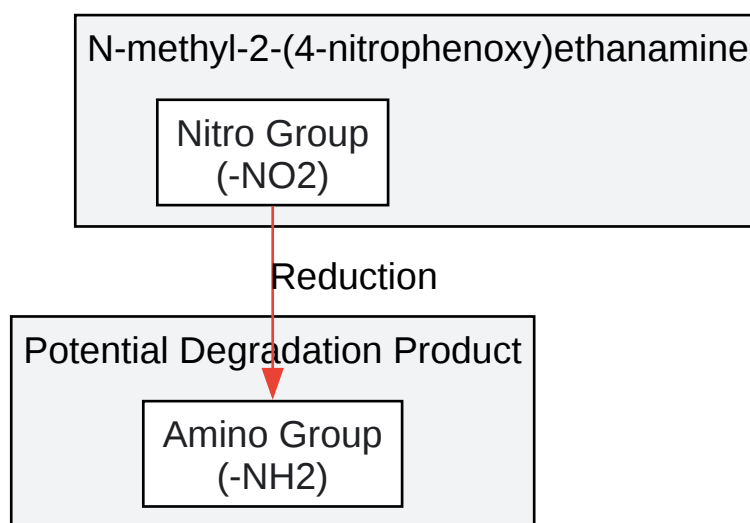 N-methyl-2-(4-nitrophenoxy)ethanamine
Nitro Group
(-NO2)
Reduction
Potential Degradation Product
Amino Group
(-NH2)